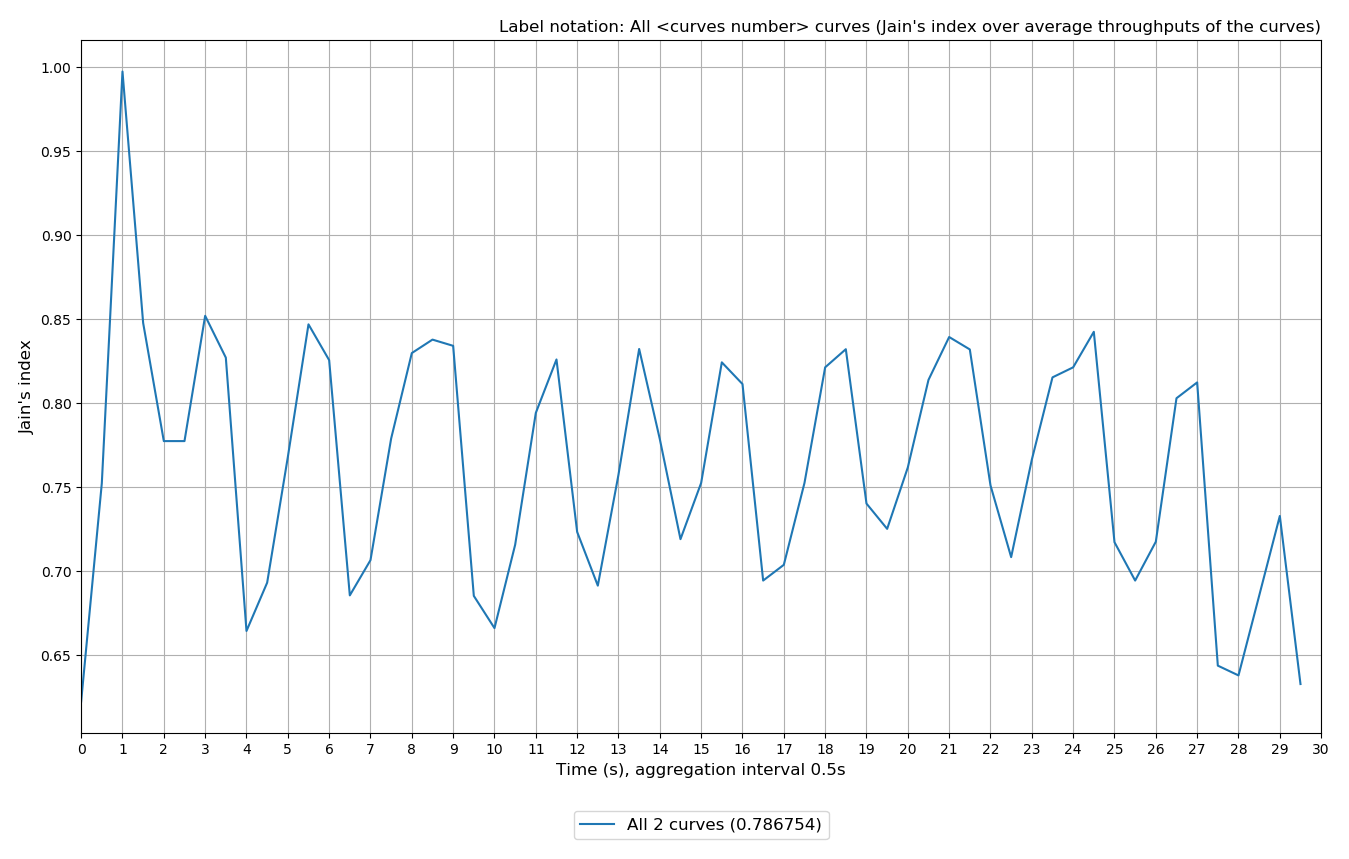 Label notation: All <curves number> curves (Jain's index over average throughputs of the curves)
1.00
0.95
0.90
0.85
0.80
0.75
0.70
0.65
Jain's index
0 1 2 3 4 5 6 7 8 9 10 11 12 13 14 15 16 17 18 19 20 21 22 23 24 25 26 27 28 29 30
Time (s), aggregation interval 0.5s
All 2 curves (0.786754)